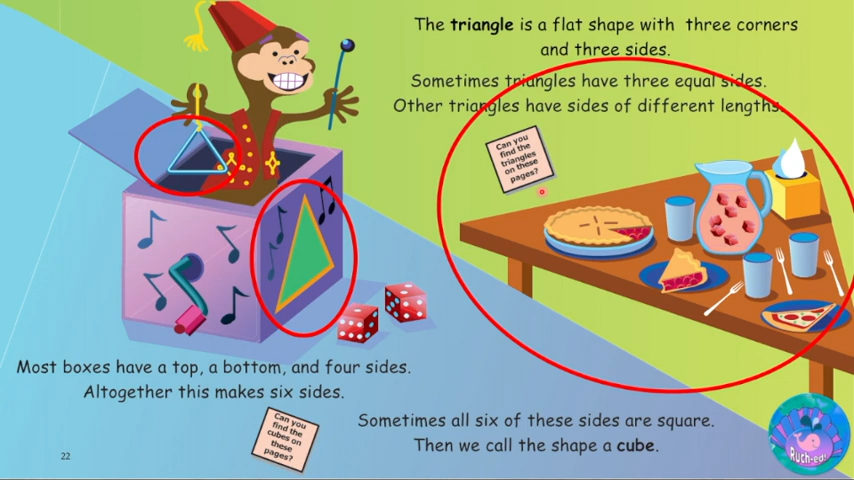 The triangle is a flat shape with three corners
and three sides.
Sometimes triangles have three equal sides.
Other triangles have sides of different lengths.
Can you
find the
triangles
on these
pages?
Most boxes have a top, a bottom, and four sides.
Altogether this makes six sides.
Can you
find the
cubes on
these
pages?
Sometimes all six of these sides are square.
Then we call the shape a cube.
22